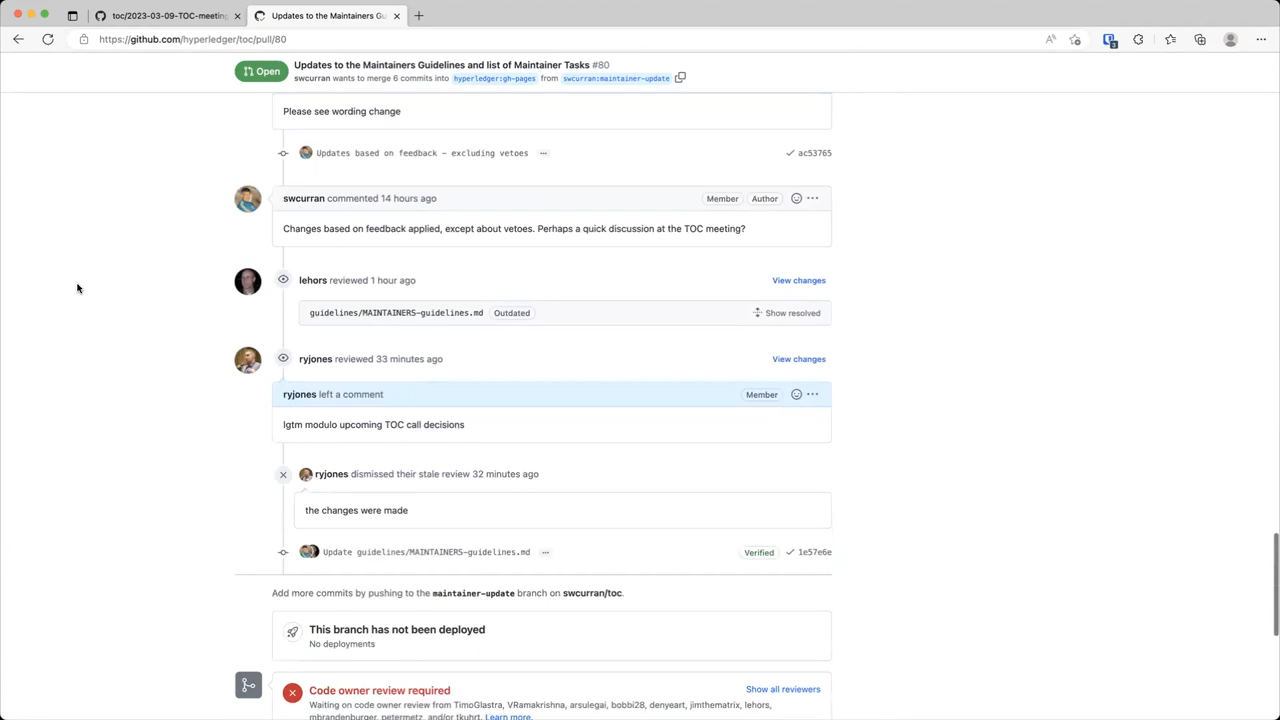 toc/2023-03-09-TOC-meeting
Updates to the Maintainers Gu
https://github.com/hyperledger/toc/pull/80
Open
Updates to the Maintainers Guidelines and list of Maintainer Tasks #80
swcurran wants to merge 6 commits into hyperledger:gh-pages from swcurran:maintainer-update
Please see wording change
Updates based on feedback - excluding vetoes ... ac53765
swcurran commented 14 hours ago Member Author
Changes based on feedback applied, except about vetoes. Perhaps a quick discussion at the TOC meeting?
lehors reviewed 1 hour ago View changes
guidelines/MAINTAINERS-guidelines.md Outdated Show resolved
ryjones reviewed 33 minutes ago View changes
ryjones left a comment Member
lgtm modulo upcoming TOC call decisions
ryjones dismissed their stale review 32 minutes ago
the changes were made
Update guidelines/MAINTAINERS-guidelines.md ... Verified 1e57e6e
Add more commits by pushing to the maintainer-update branch on swcurran/toc.
This branch has not been deployed
No deployments
Code owner review required Show all reviewers
Waiting on code owner review from TimoGlastra, VRamakrishna, arsulegai, bobbi28, denyeart, jimthematrix, lehors,
mbrandenburger, petermetz, and/or tkuhrt. Learn more.